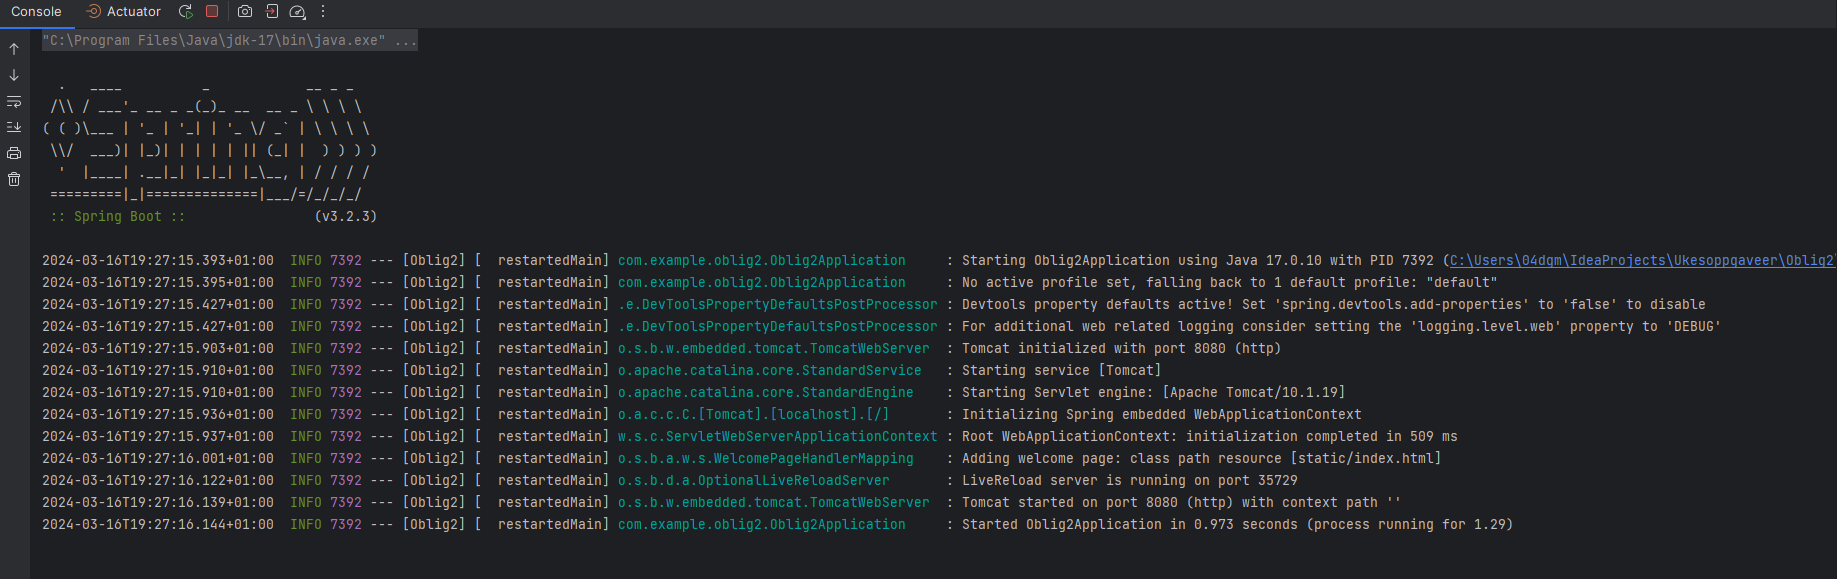 Console Actuator
"C:\Program Files\Java\jdk-17\bin\java.exe" ...
  .   ____          _            __ _ _
 /\\ / ___'_ __ _ _(_)_ __  __ _ \ \ \ \
( ( )\___ | '_ | '_| | '_ \/ _` | \ \ \ \
 \\/  ___)| |_)| | | | | || (_| |  ) ) ) )
  '  |____| .__|_| |_|_| |_\__, | / / / /
 =========|_|==============|___/=/_/_/_/
 :: Spring Boot ::                (v3.2.3)
2024-03-16T19:27:15.393+01:00  INFO 7392 --- [Oblig2] [  restartedMain] com.example.oblig2.Oblig2Application     : Starting Oblig2Application using Java 17.0.10 with PID 7392 (C:\Users\04dqm\IdeaProjects\Ukesoppgaveer\Oblig2\
2024-03-16T19:27:15.395+01:00  INFO 7392 --- [Oblig2] [  restartedMain] com.example.oblig2.Oblig2Application     : No active profile set, falling back to 1 default profile: "default"
2024-03-16T19:27:15.427+01:00  INFO 7392 --- [Oblig2] [  restartedMain] .e.DevToolsPropertyDefaultsPostProcessor : Devtools property defaults active! Set 'spring.devtools.add-properties' to 'false' to disable
2024-03-16T19:27:15.427+01:00  INFO 7392 --- [Oblig2] [  restartedMain] .e.DevToolsPropertyDefaultsPostProcessor : For additional web related logging consider setting the 'logging.level.web' property to 'DEBUG'
2024-03-16T19:27:15.903+01:00  INFO 7392 --- [Oblig2] [  restartedMain] o.s.b.w.embedded.tomcat.TomcatWebServer  : Tomcat initialized with port 8080 (http)
2024-03-16T19:27:15.910+01:00  INFO 7392 --- [Oblig2] [  restartedMain] o.apache.catalina.core.StandardService   : Starting service [Tomcat]
2024-03-16T19:27:15.910+01:00  INFO 7392 --- [Oblig2] [  restartedMain] o.apache.catalina.core.StandardEngine    : Starting Servlet engine: [Apache Tomcat/10.1.19]
2024-03-16T19:27:15.936+01:00  INFO 7392 --- [Oblig2] [  restartedMain] o.a.c.c.C.[Tomcat].[localhost].[/]       : Initializing Spring embedded WebApplicationContext
2024-03-16T19:27:15.937+01:00  INFO 7392 --- [Oblig2] [  restartedMain] w.s.c.ServletWebServerApplicationContext : Root WebApplicationContext: initialization completed in 509 ms
2024-03-16T19:27:16.001+01:00  INFO 7392 --- [Oblig2] [  restartedMain] o.s.b.a.w.s.WelcomePageHandlerMapping    : Adding welcome page: class path resource [static/index.html]
2024-03-16T19:27:16.122+01:00  INFO 7392 --- [Oblig2] [  restartedMain] o.s.b.d.a.OptionalLiveReloadServer       : LiveReload server is running on port 35729
2024-03-16T19:27:16.139+01:00  INFO 7392 --- [Oblig2] [  restartedMain] o.s.b.w.embedded.tomcat.TomcatWebServer  : Tomcat started on port 8080 (http) with context path ''
2024-03-16T19:27:16.144+01:00  INFO 7392 --- [Oblig2] [  restartedMain] com.example.oblig2.Oblig2Application     : Started Oblig2Application in 0.973 seconds (process running for 1.29)